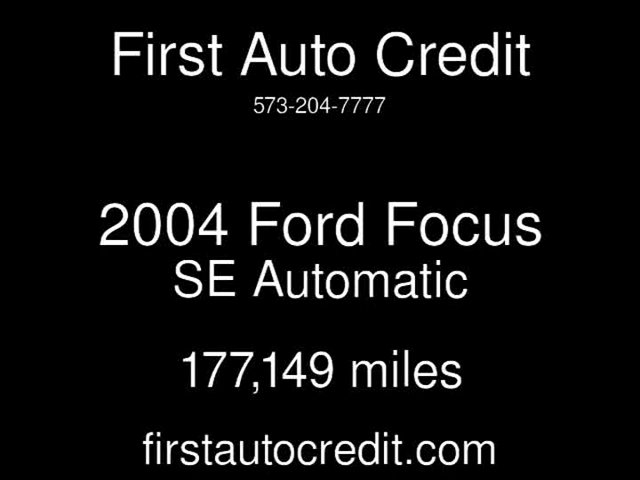 First Auto Credit
573-204-7777
2004 Ford Focus
SE Automatic
177,149 miles
firstautocredit.com